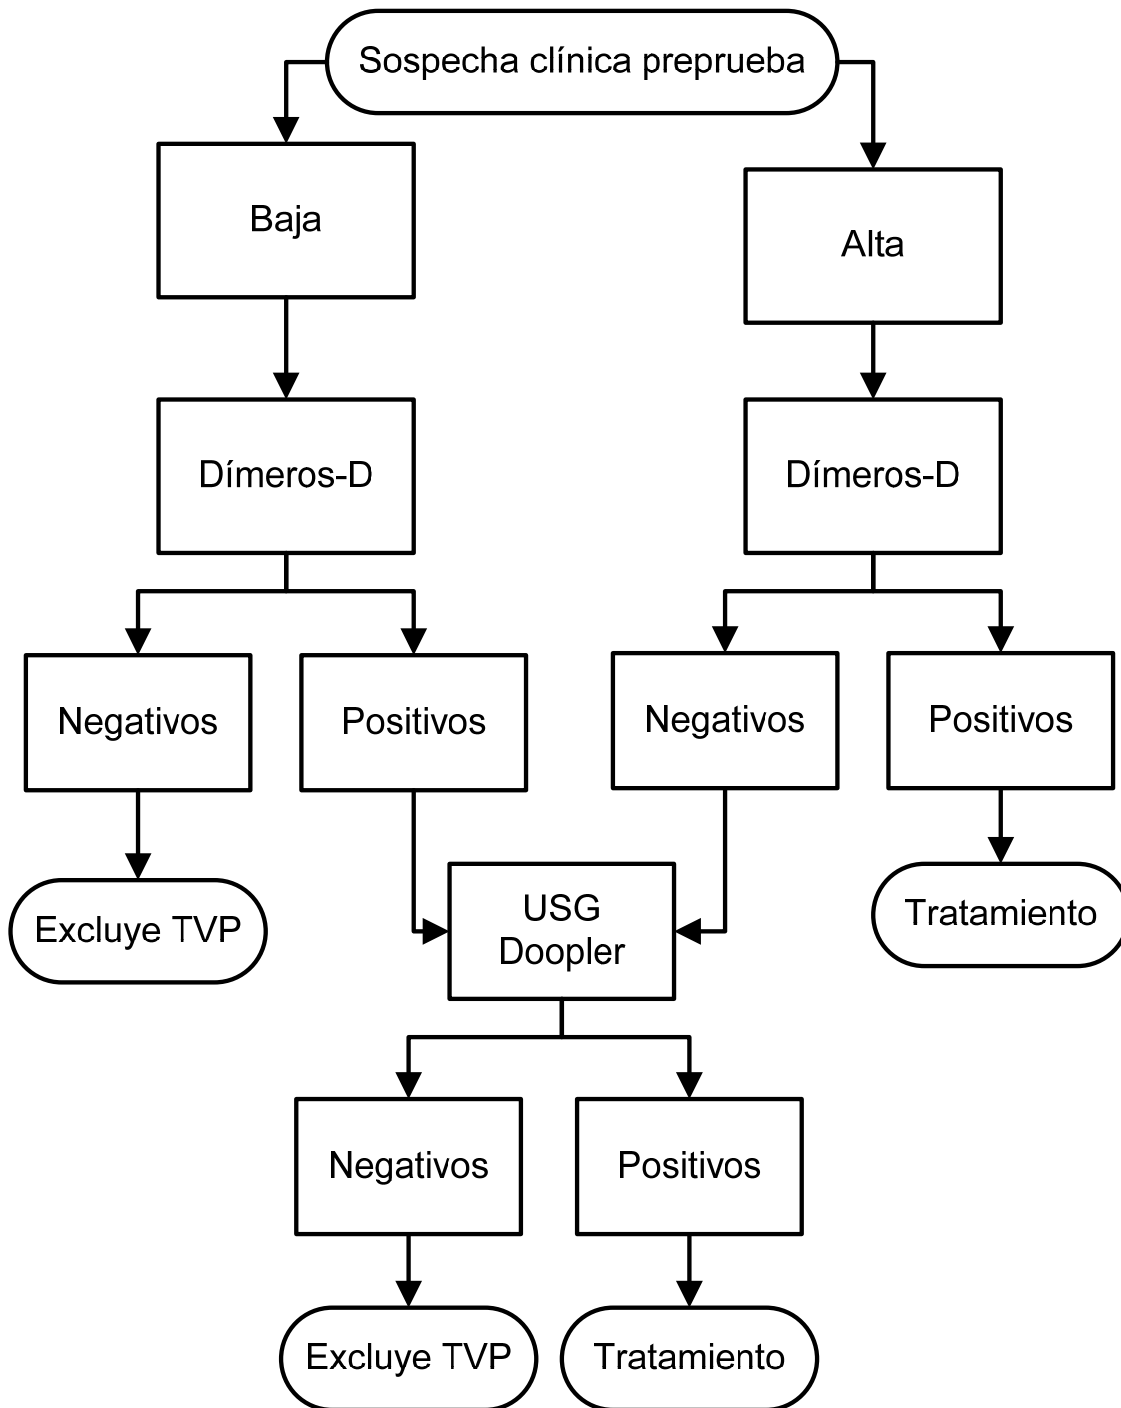 Sospecha clínica preprueba
Baja
Alta
Dímeros-D
Dímeros-D
Negativos
Positivos
Negativos
Positivos
Excluye TVP
USG
Doopler
Tratamiento
Negativos
Positivos
Excluye TVP
Tratamiento